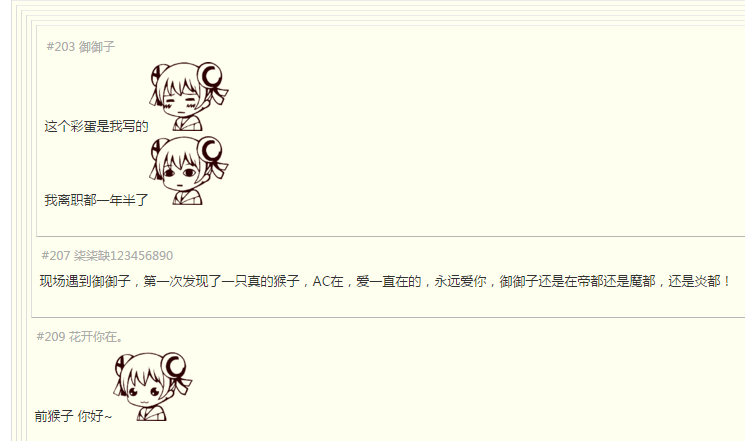 #203 御御子
这个彩蛋是我写的
我离职都一年半了
#207 柒柒缺123456890
现场遇到御御子，第一次发现了一只真的猴子，AC在，爱一直在的，永远爱你，御御子还是在帝都还是魔都，还是炎都！
#209 花开你在。
前猴子 你好~